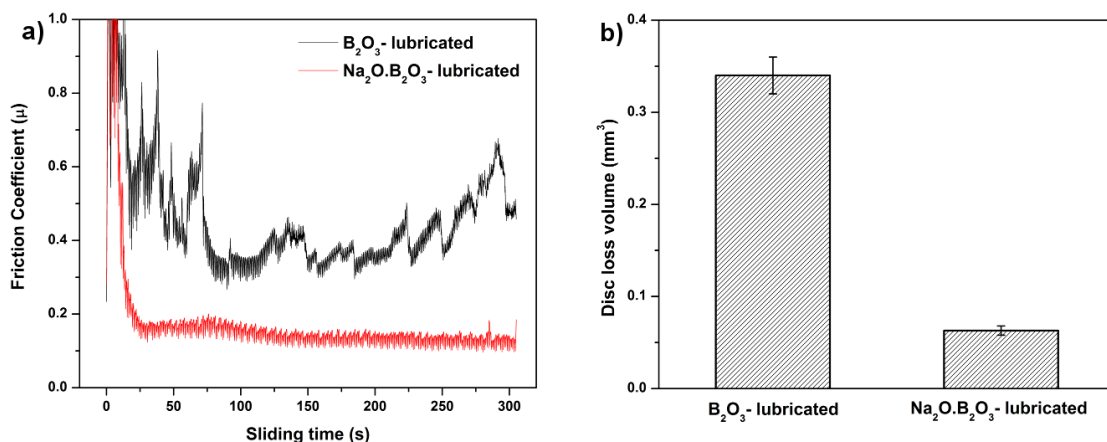 a)
B₂O₃- lubricated
Na₂O.B₂O₃- lubricated
Friction Coefficient (μ)
1.0
0.8
0.6
0.4
0.2
0.0
0 50 100 150 200 250 300
Sliding time (s)
b)
Disc loss volume (mm³)
0.4
0.3
0.2
0.1
0.0
B₂O₃- lubricated Na₂O.B₂O₃- lubricated